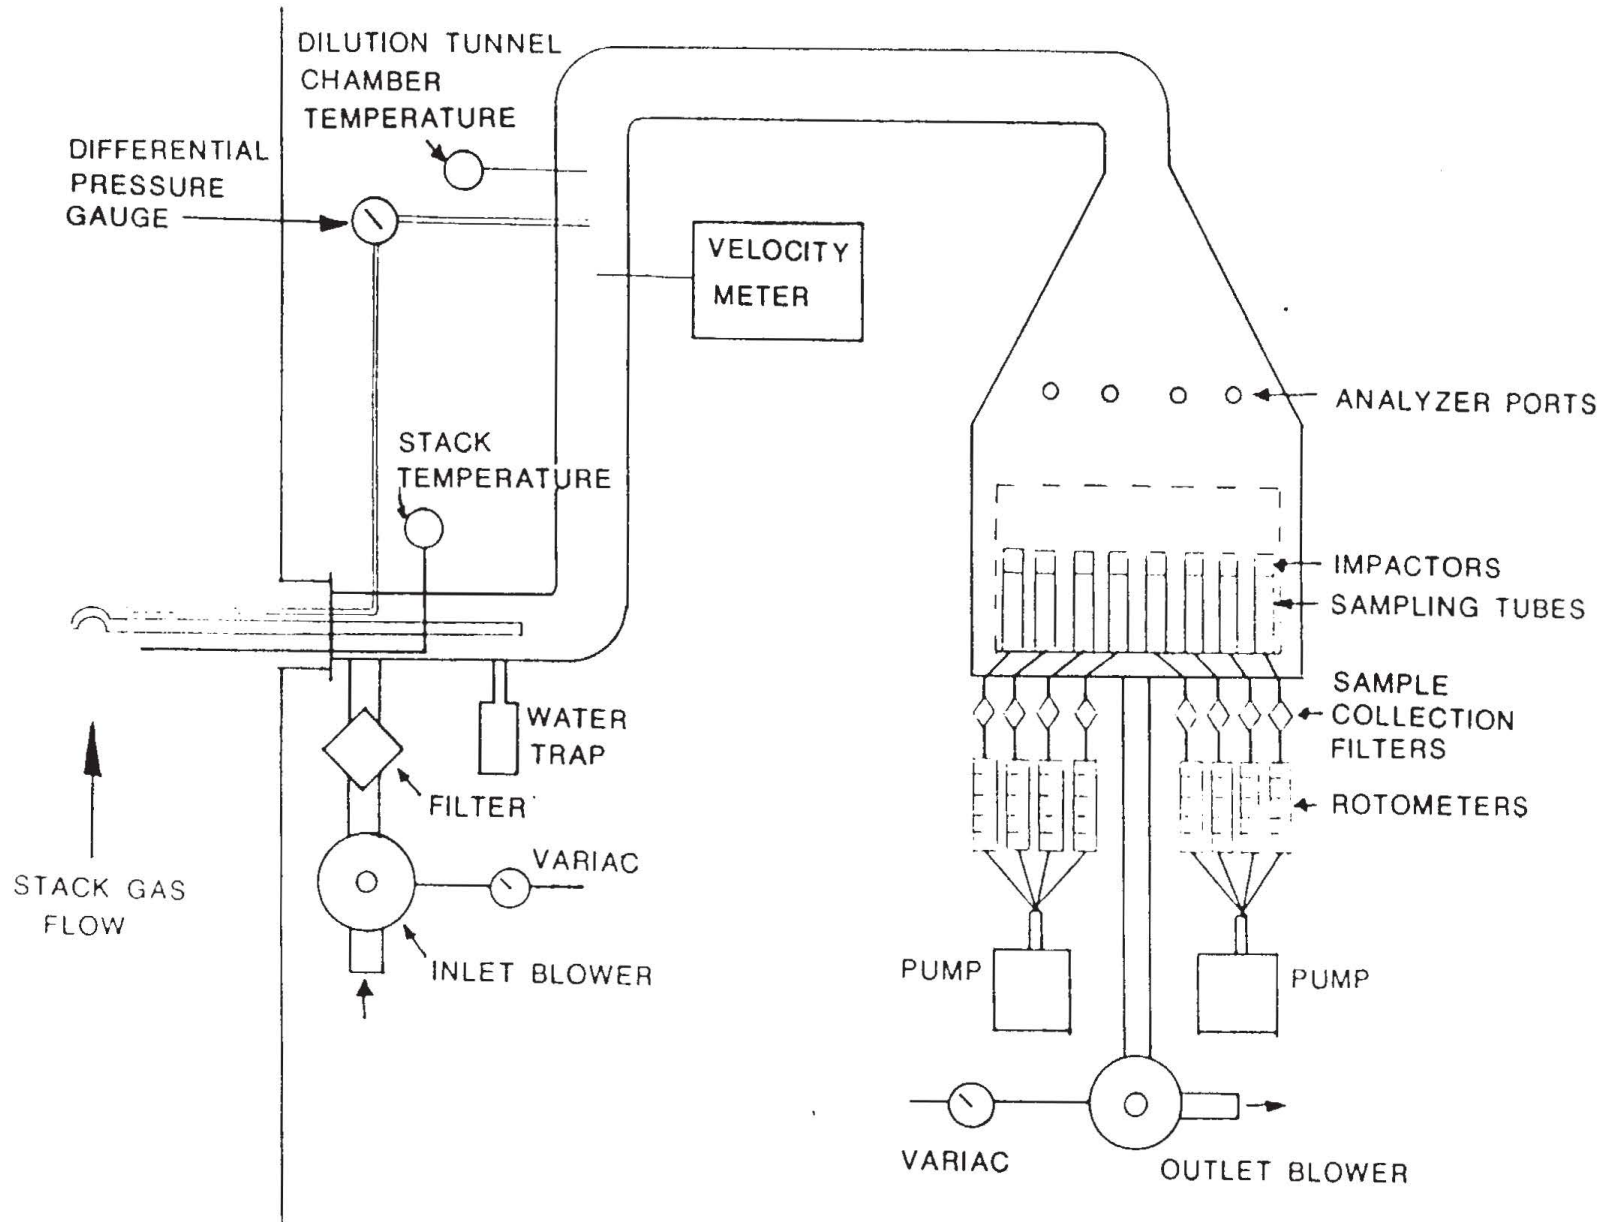 DILUTION TUNNEL
CHAMBER
TEMPERATURE
DIFFERENTIAL
PRESSURE
GAUGE
VELOCITY
METER
ANALYZER PORTS
STACK
TEMPERATURE
IMPACTORS
SAMPLING TUBES
SAMPLE
COLLECTION
FILTERS
WATER
TRAP
FILTER
ROTOMETERS
VARIAC
STACK GAS
FLOW
INLET BLOWER
PUMP
PUMP
VARIAC
OUTLET BLOWER